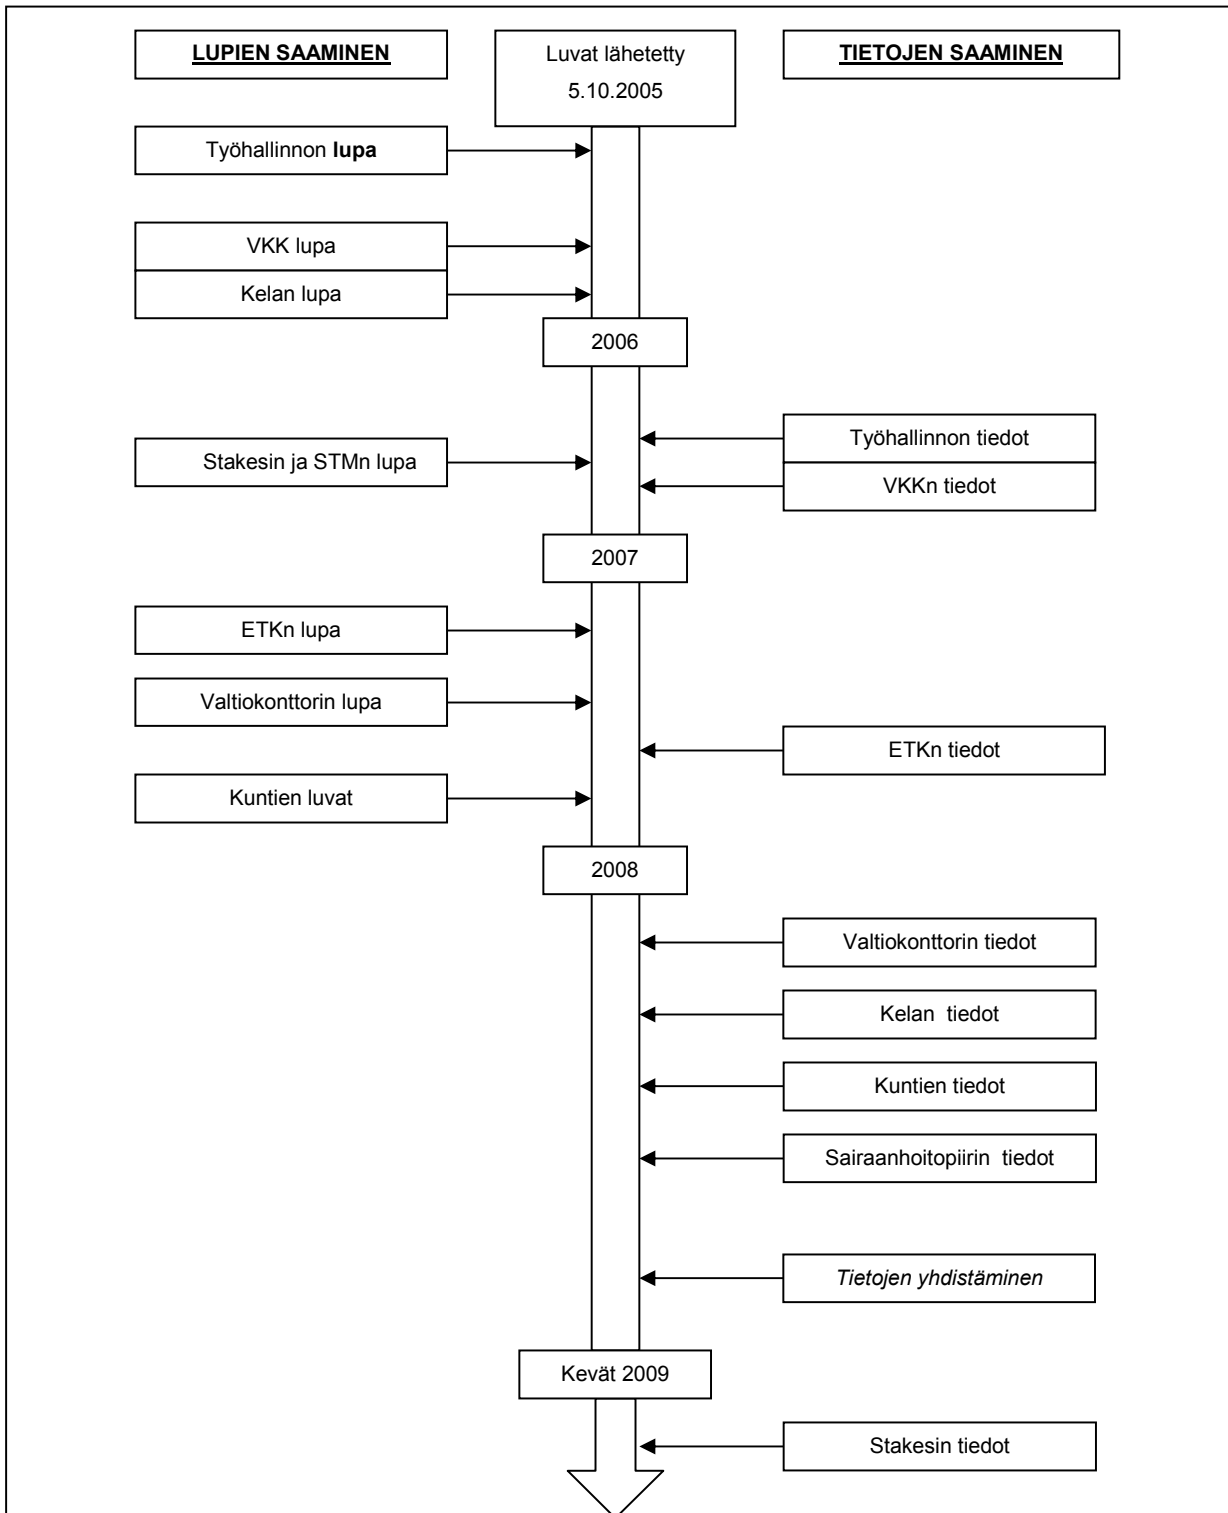 LUPIEN SAAMINEN
Luvat lähetetty
5.10.2005
TIETOJEN SAAMINEN
Työhallinnon lupa
VKK lupa
Kelan lupa
2006
Työhallinnon tiedot
Stakesin ja STMn lupa
VKKn tiedot
2007
ETKn lupa
Valtiokonttorin lupa
ETKn tiedot
Kuntien luvat
2008
Valtiokonttorin tiedot
Kelan tiedot
Kuntien tiedot
Sairaanhoitopiirin tiedot
Tietojen yhdistäminen
Kevät 2009
Stakesin tiedot